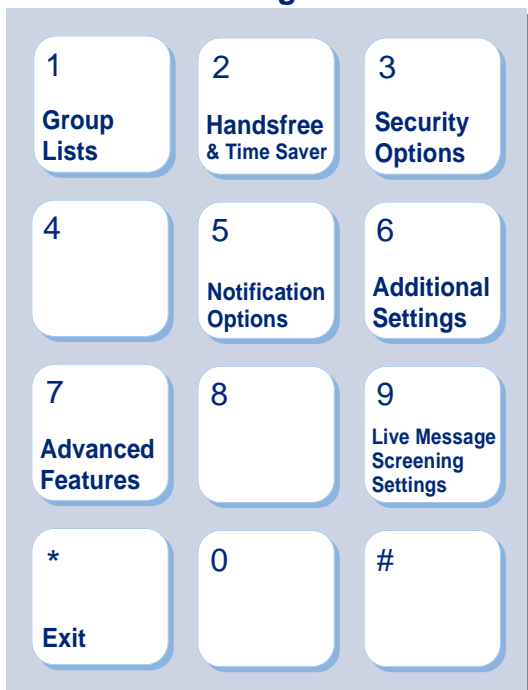 1
Group
Lists
2
Handsfree
& Time Saver
3
Security
Options
4
5
Notification
Options
6
Additional
Settings
7
Advanced
Features
8
9
Live Message
Screening
Settings
*
Exit
0
#